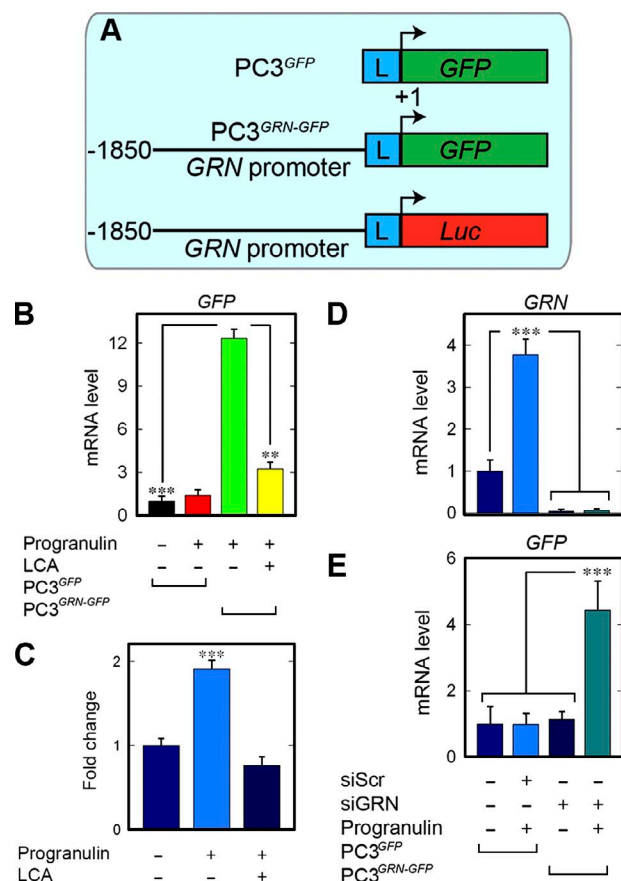 A
PC3GFP
L
GFP
+1
PC3GRN-GFP
-1850
GRN promoter
L
GFP
-1850
GRN promoter
L
Luc
B
GFP
mRNA level
12
9
6
3
0
***
**
Progranulin – + + +
LCA – – – +
PC3GFP
PC3GRN-GFP
C
Fold change
2
1
0
***
Progranulin – + +
LCA – – +
D
GRN
mRNA level
4
3
2
1
0
***
E
GFP
mRNA level
6
4
2
0
***
siScr – + – –
siGRN – – + +
Progranulin – + – +
PC3GFP
PC3GRN-GFP